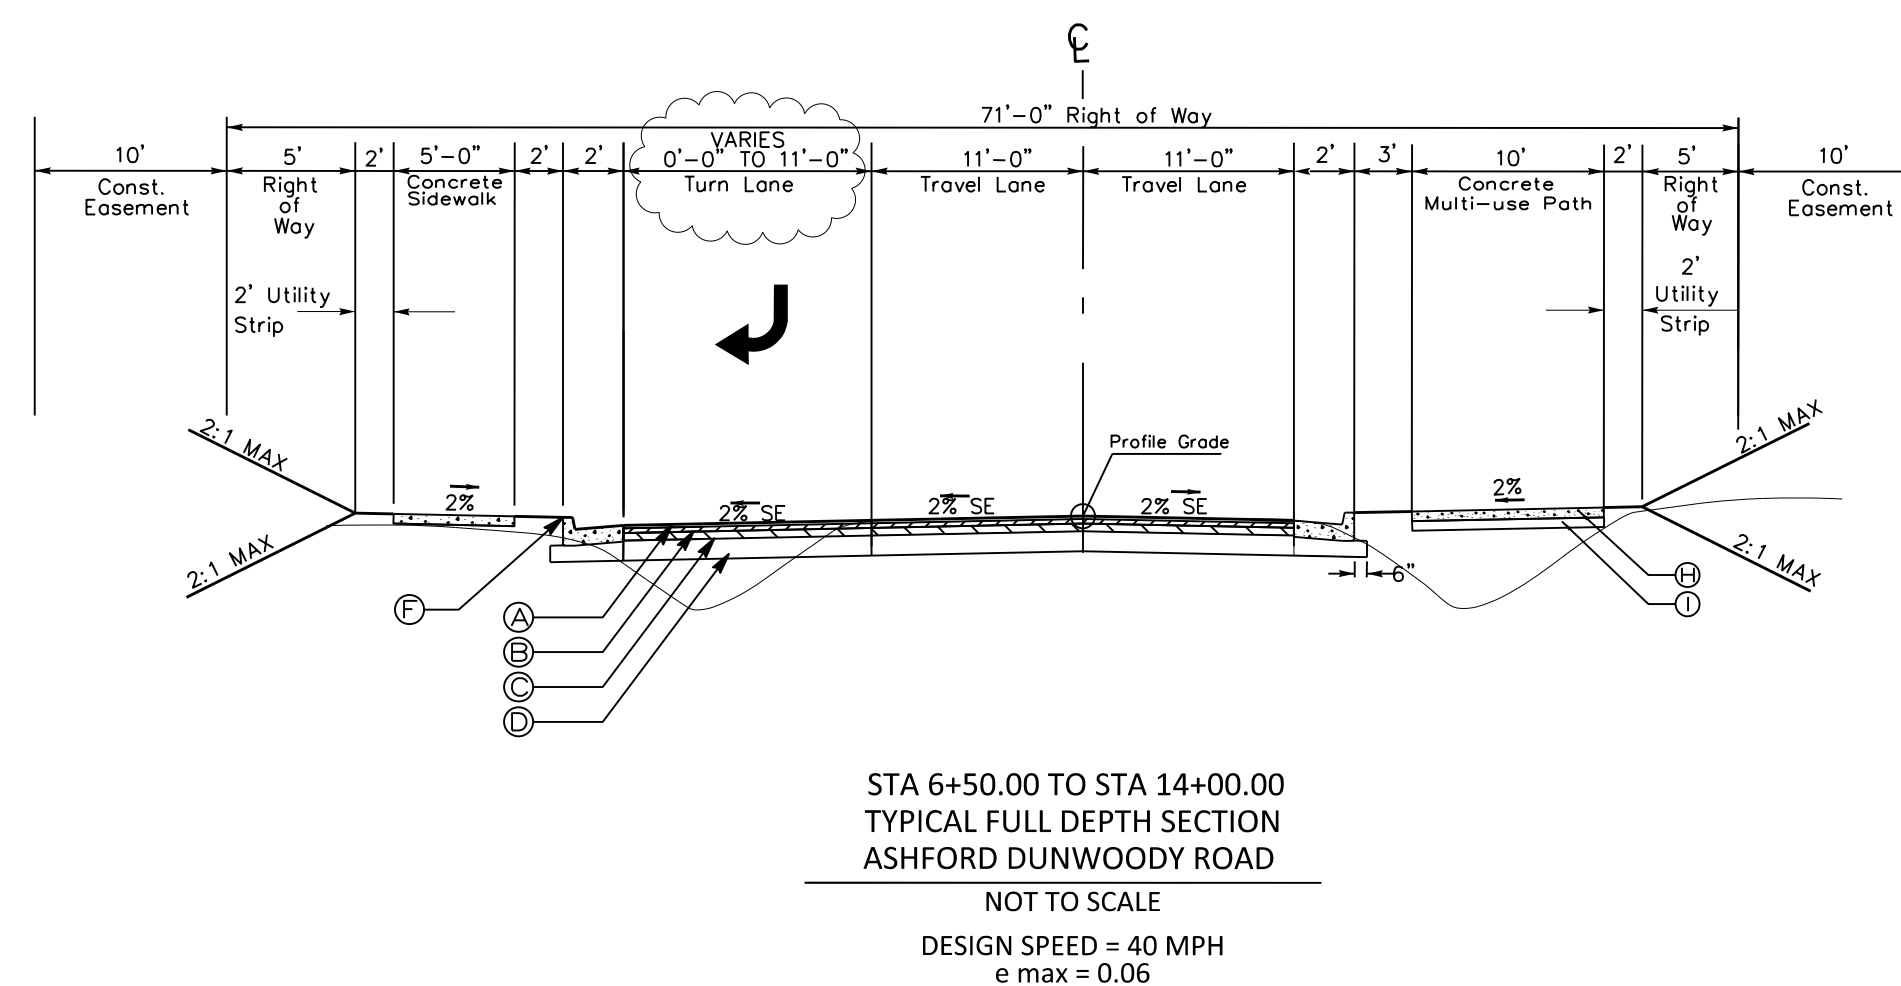 CL
71'-0" Right of Way
VARIES
10' 5' 2' 5'-0" 2' 2' 0'-0" TO 11'-0" 11'-0" 11'-0" 2' 3' 10' 2' 5' 10'
Const. Easement
Right of Way
Concrete Sidewalk
Turn Lane
Travel Lane
Travel Lane
Concrete Multi-use Path
Right of Way
Const. Easement
2' Utility
Strip
2'
Utility
Strip
2:1 MAX
2:1 MAX
Profile Grade
2%
2% SE
2% SE
2% SE
2%
2:1 MAX
2:1 MAX
6"
F
A
B
C
D
H
I
STA 6+50.00 TO STA 14+00.00
TYPICAL FULL DEPTH SECTION
ASHFORD DUNWOODY ROAD
NOT TO SCALE
DESIGN SPEED = 40 MPH
e max = 0.06